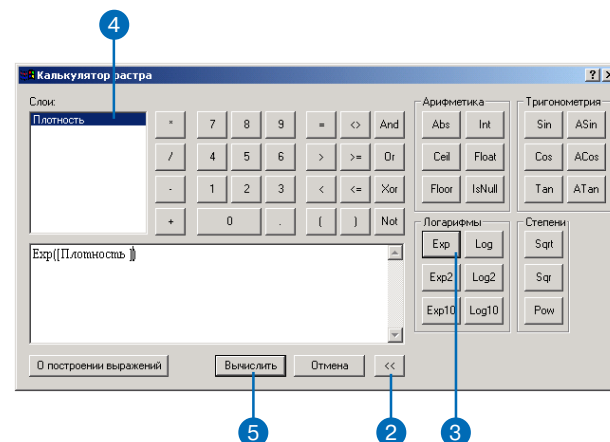 4
Калькулятор растра
Слои:
Плотность
* 7 8 9 = <> And
/ 4 5 6 > >= Or
- 1 2 3 < <= Xor
+ 0 . ( ) Not
Арифметика
Abs Int
Ceil Float
Floor IsNull
Тригонометрия
Sin ASin
Cos ACos
Tan ATan
Логарифмы
Exp Log
Exp2 Log2
Exp10 Log10
Степени
Sqrt
Sqr
Pow
Exp([Плотность ])
О построении выражений Вычислить Отмена <<
5 2 3